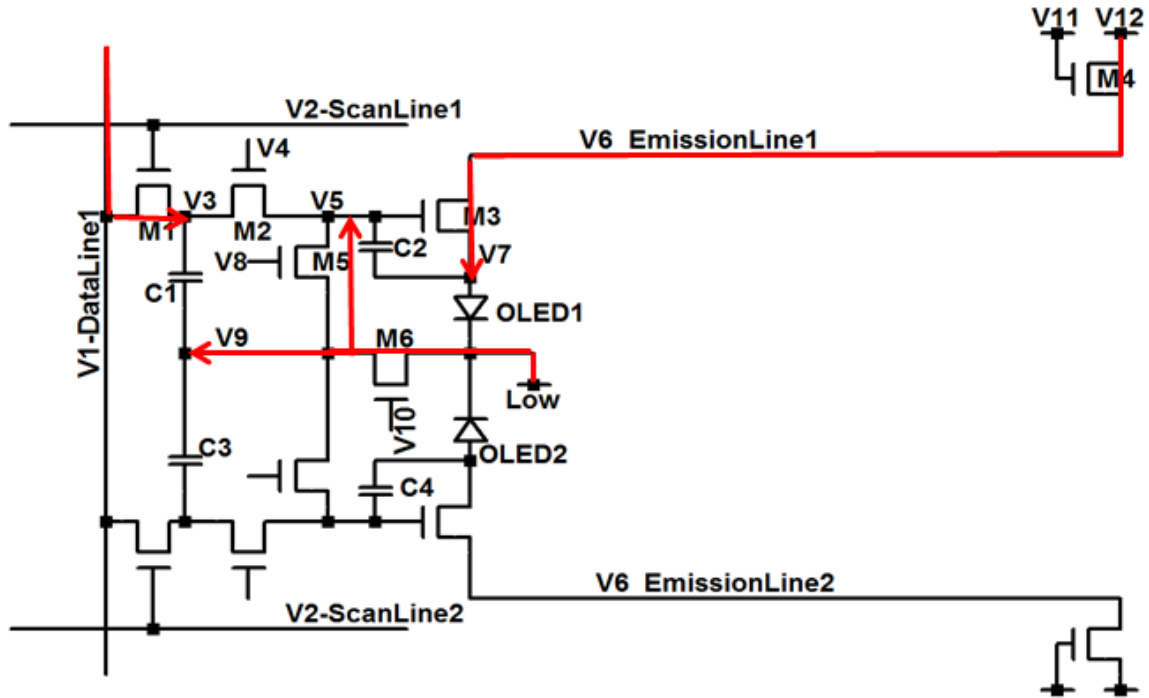 V11 V12
M4
V2-ScanLine1
V6 EmissionLine1
V4
V3 V5 M3
M1 M2 C2 V7
V8 M5
C1 OLED1
V1-DataLine1
V9 M6
Low
V10
C3 OLED2
C4
V6 EmissionLine2
V2-ScanLine2